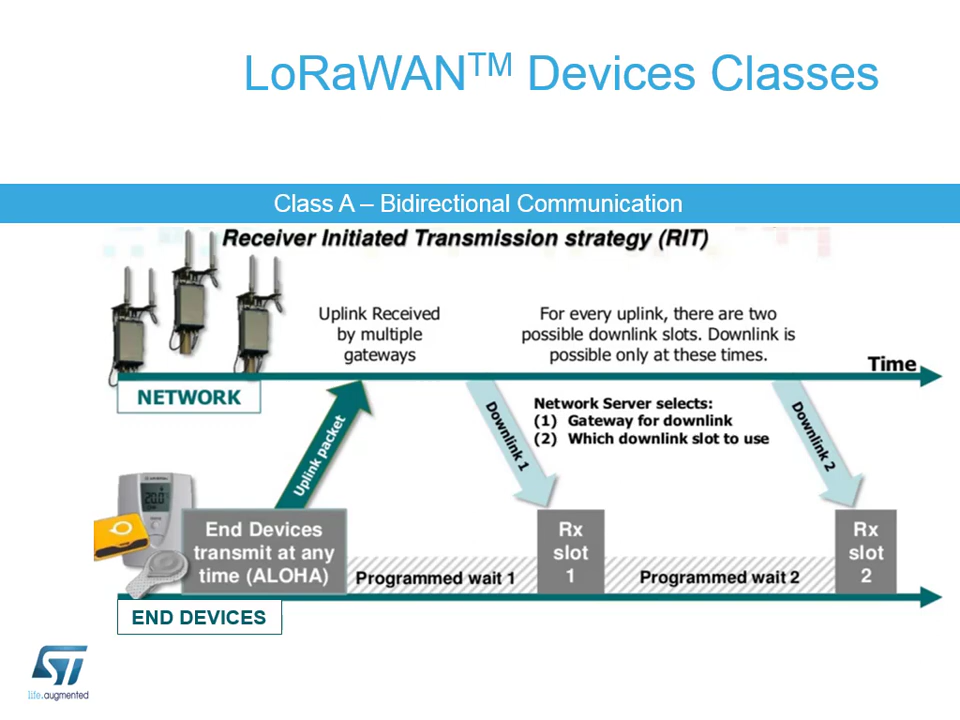 LoRaWAN™ Devices Classes
Class A – Bidirectional Communication
Receiver Initiated Transmission strategy (RIT)
Uplink Received
by multiple
gateways
For every uplink, there are two
possible downlink slots. Downlink is
possible only at these times.
Time
NETWORK
Uplink packet
Downlink 1
Network Server selects:
(1) Gateway for downlink
(2) Which downlink slot to use
Downlink 2
20.0
End Devices
transmit at any
time (ALOHA)
Programmed wait 1
Rx
slot
1
Programmed wait 2
Rx
slot
2
END DEVICES
ST
life.augmented